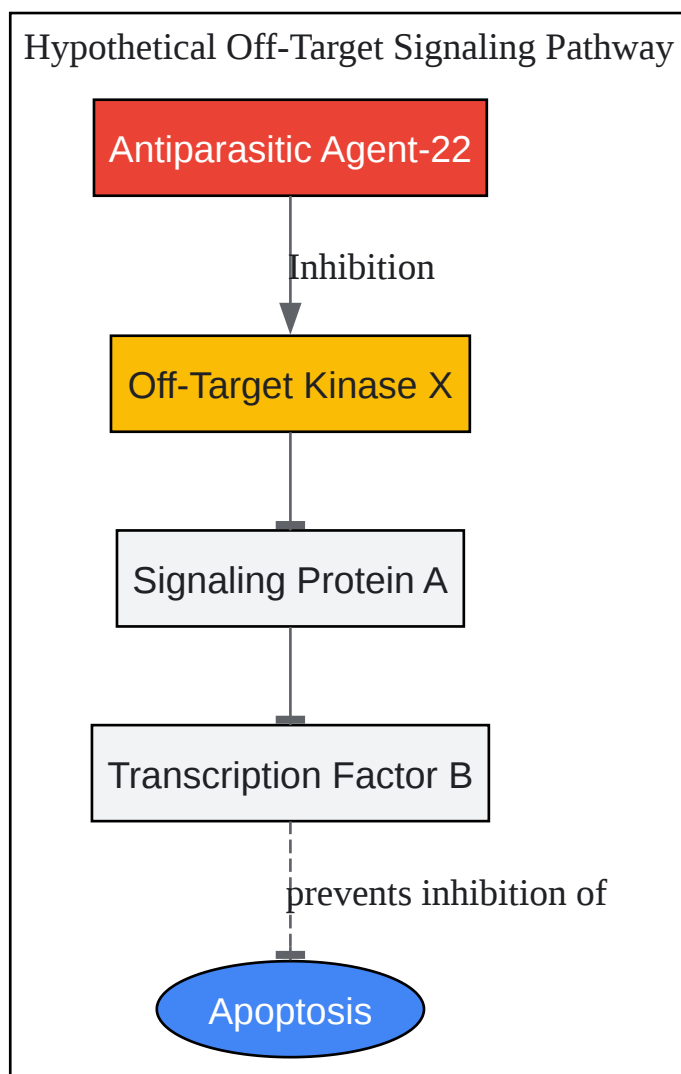 Hypothetical Off-Target Signaling Pathway
Antiparasitic Agent-22
Inhibition
Off-Target Kinase X
Signaling Protein A
Transcription Factor B
prevents inhibition of
Apoptosis